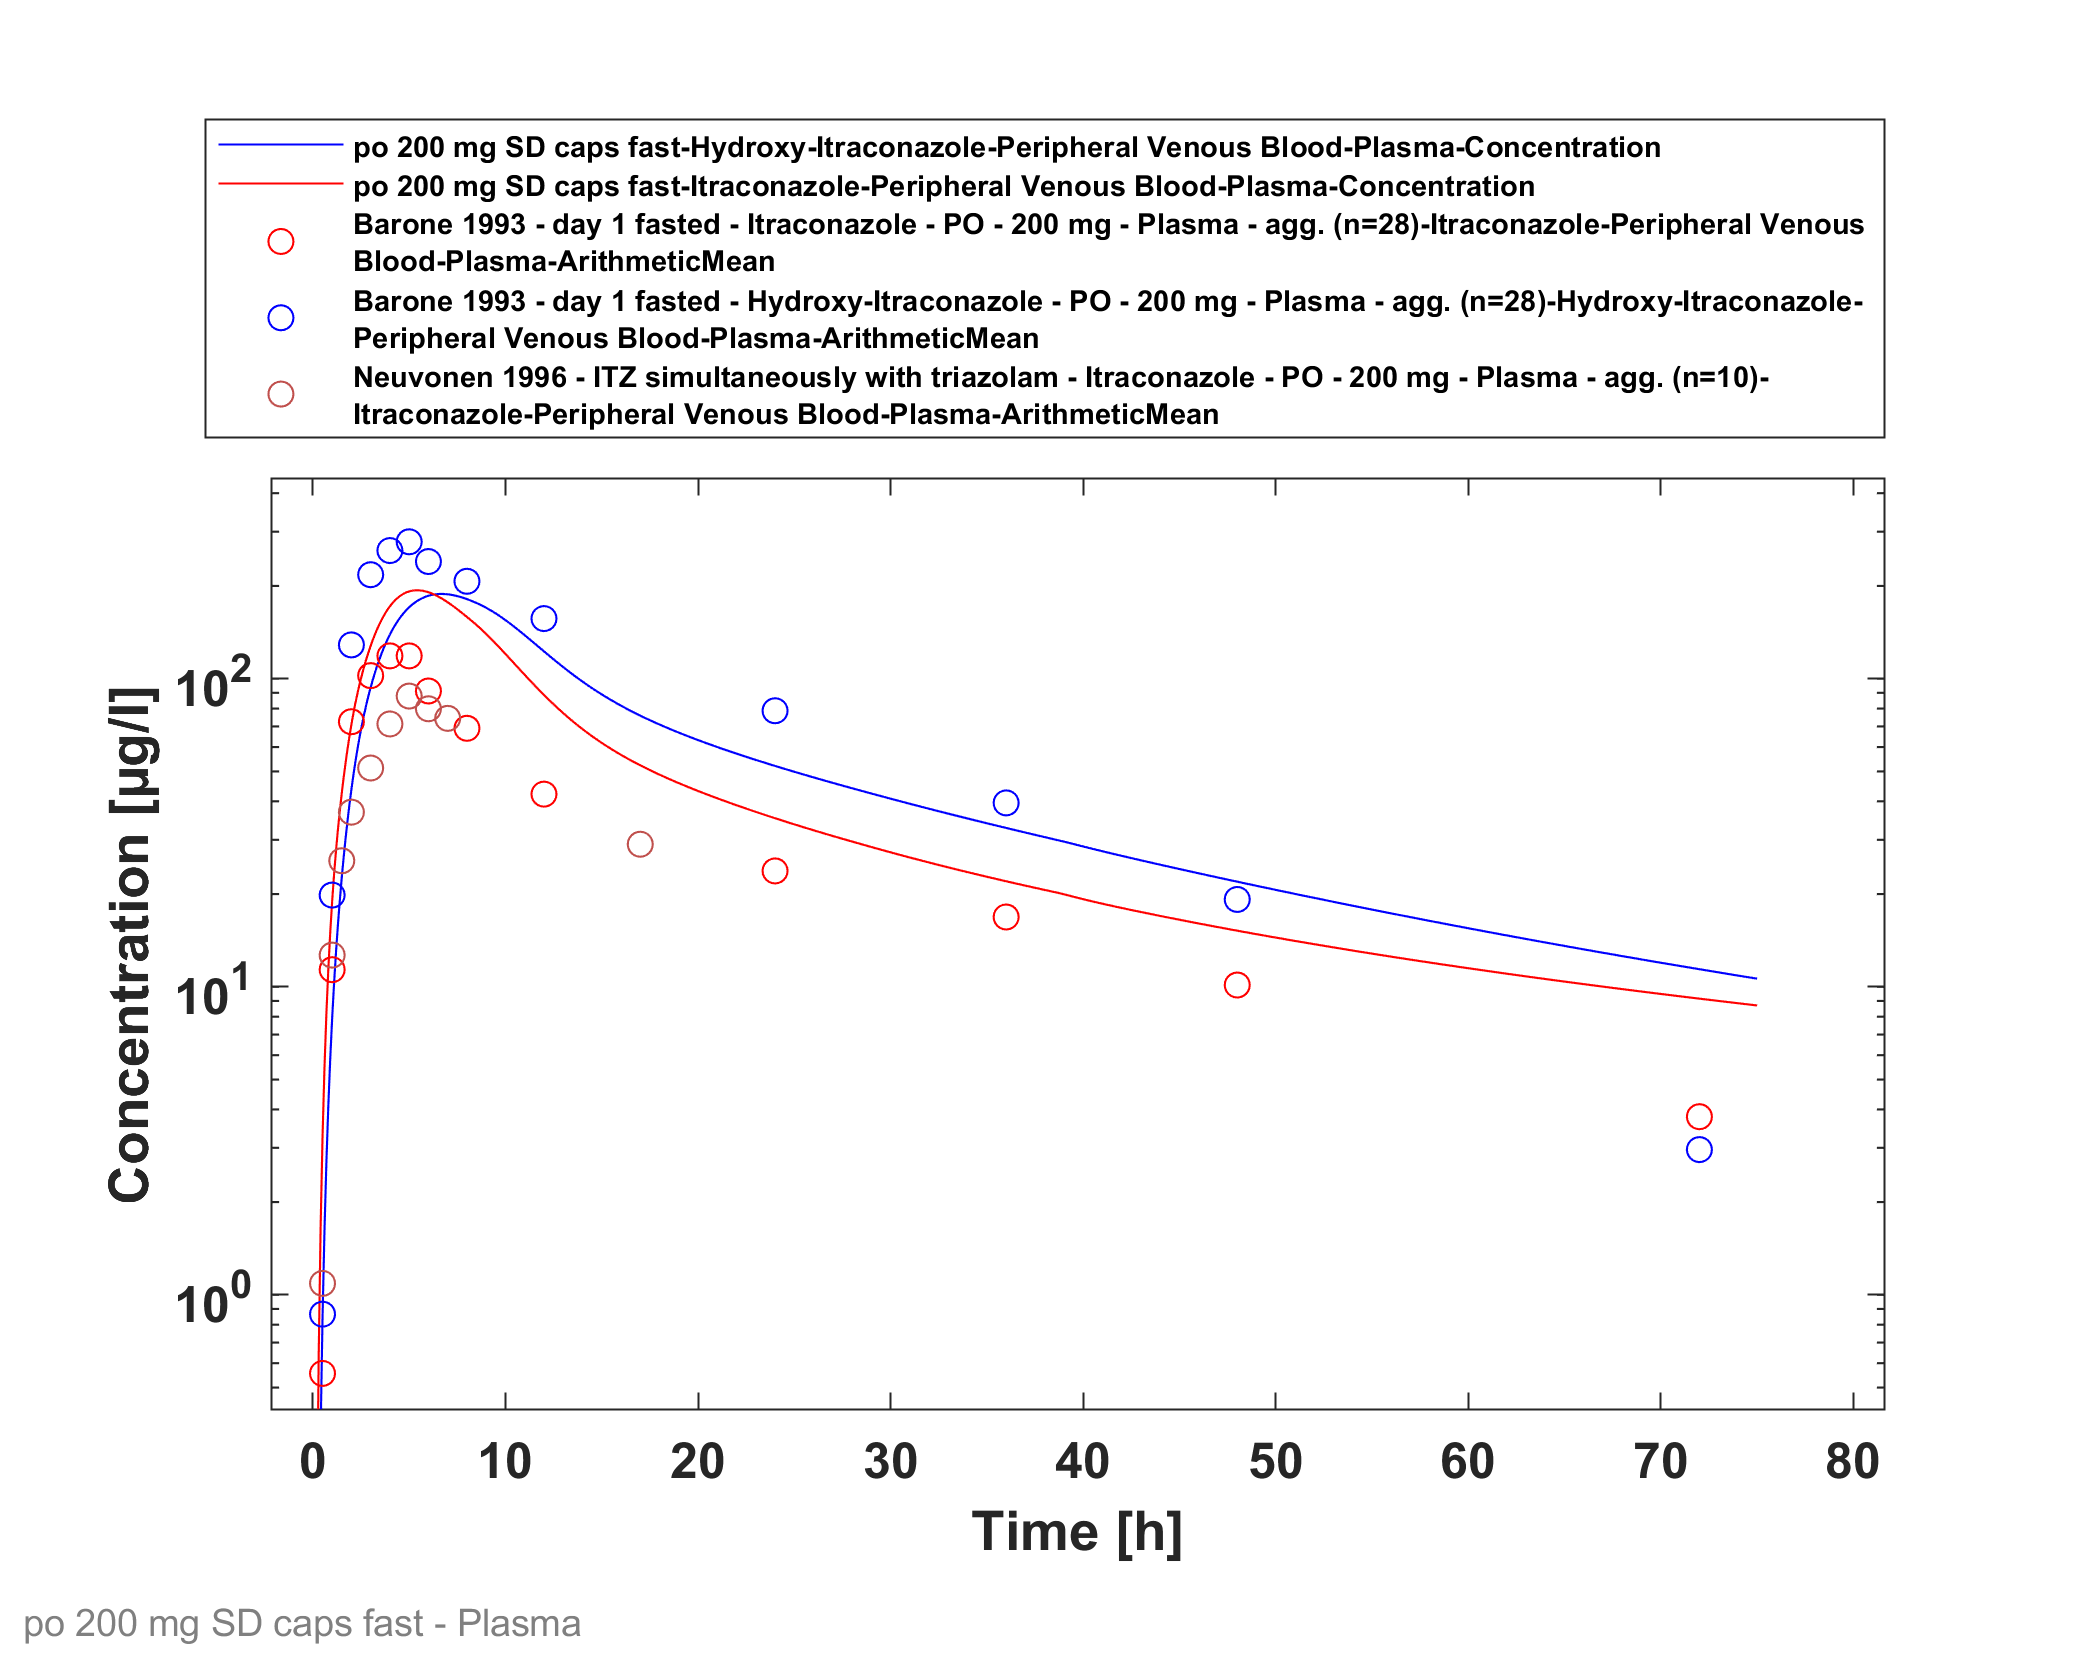 po 200 mg SD caps fast-Hydroxy-Itraconazole-Peripheral Venous Blood-Plasma-Concentration
po 200 mg SD caps fast-Itraconazole-Peripheral Venous Blood-Plasma-Concentration
Barone 1993 - day 1 fasted - Itraconazole - PO - 200 mg - Plasma - agg. (n=28)-Itraconazole-Peripheral Venous
Blood-Plasma-ArithmeticMean
Barone 1993 - day 1 fasted - Hydroxy-Itraconazole - PO - 200 mg - Plasma - agg. (n=28)-Hydroxy-Itraconazole-
Peripheral Venous Blood-Plasma-ArithmeticMean
Neuvonen 1996 - ITZ simultaneously with triazolam - Itraconazole - PO - 200 mg - Plasma - agg. (n=10)-
Itraconazole-Peripheral Venous Blood-Plasma-ArithmeticMean
Concentration [µg/l]
10²
10¹
10⁰
0 10 20 30 40 50 60 70 80
Time [h]
po 200 mg SD caps fast - Plasma